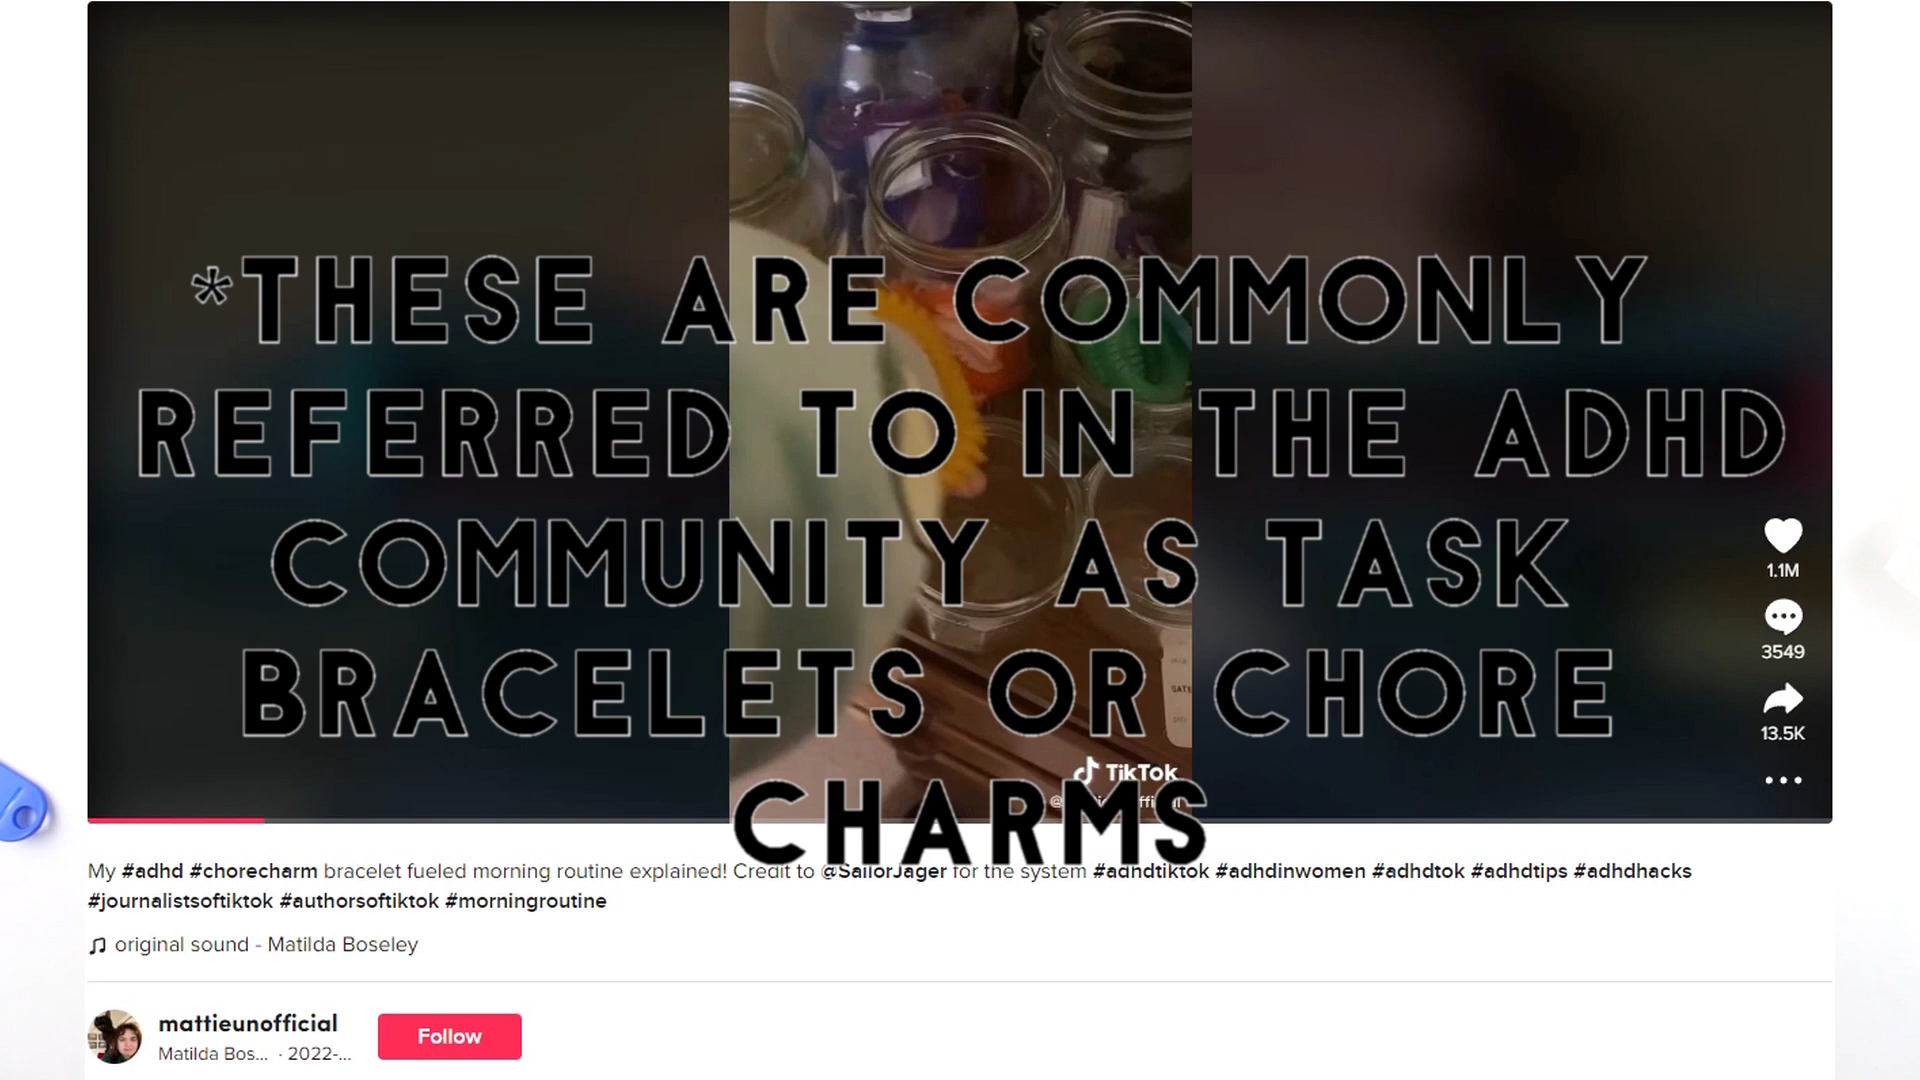 *THESE ARE COMMONLY
REFERRED TO IN THE ADHD
COMMUNITY AS TASK
BRACELETS OR CHORE
CHARMS
1.1M
3549
13.5K
TikTok
My #adhd #chorecharm bracelet fueled morning routine explained! Credit to @SailorJager for the system #adhdtiktok #adhdinwomen #adhdtok #adhdtips #adhdhacks
#journalistsoftiktok #authorsoftiktok #morningroutine
original sound - Matilda Boseley
mattieunofficial
Matilda Bos... · 2022-...
Follow